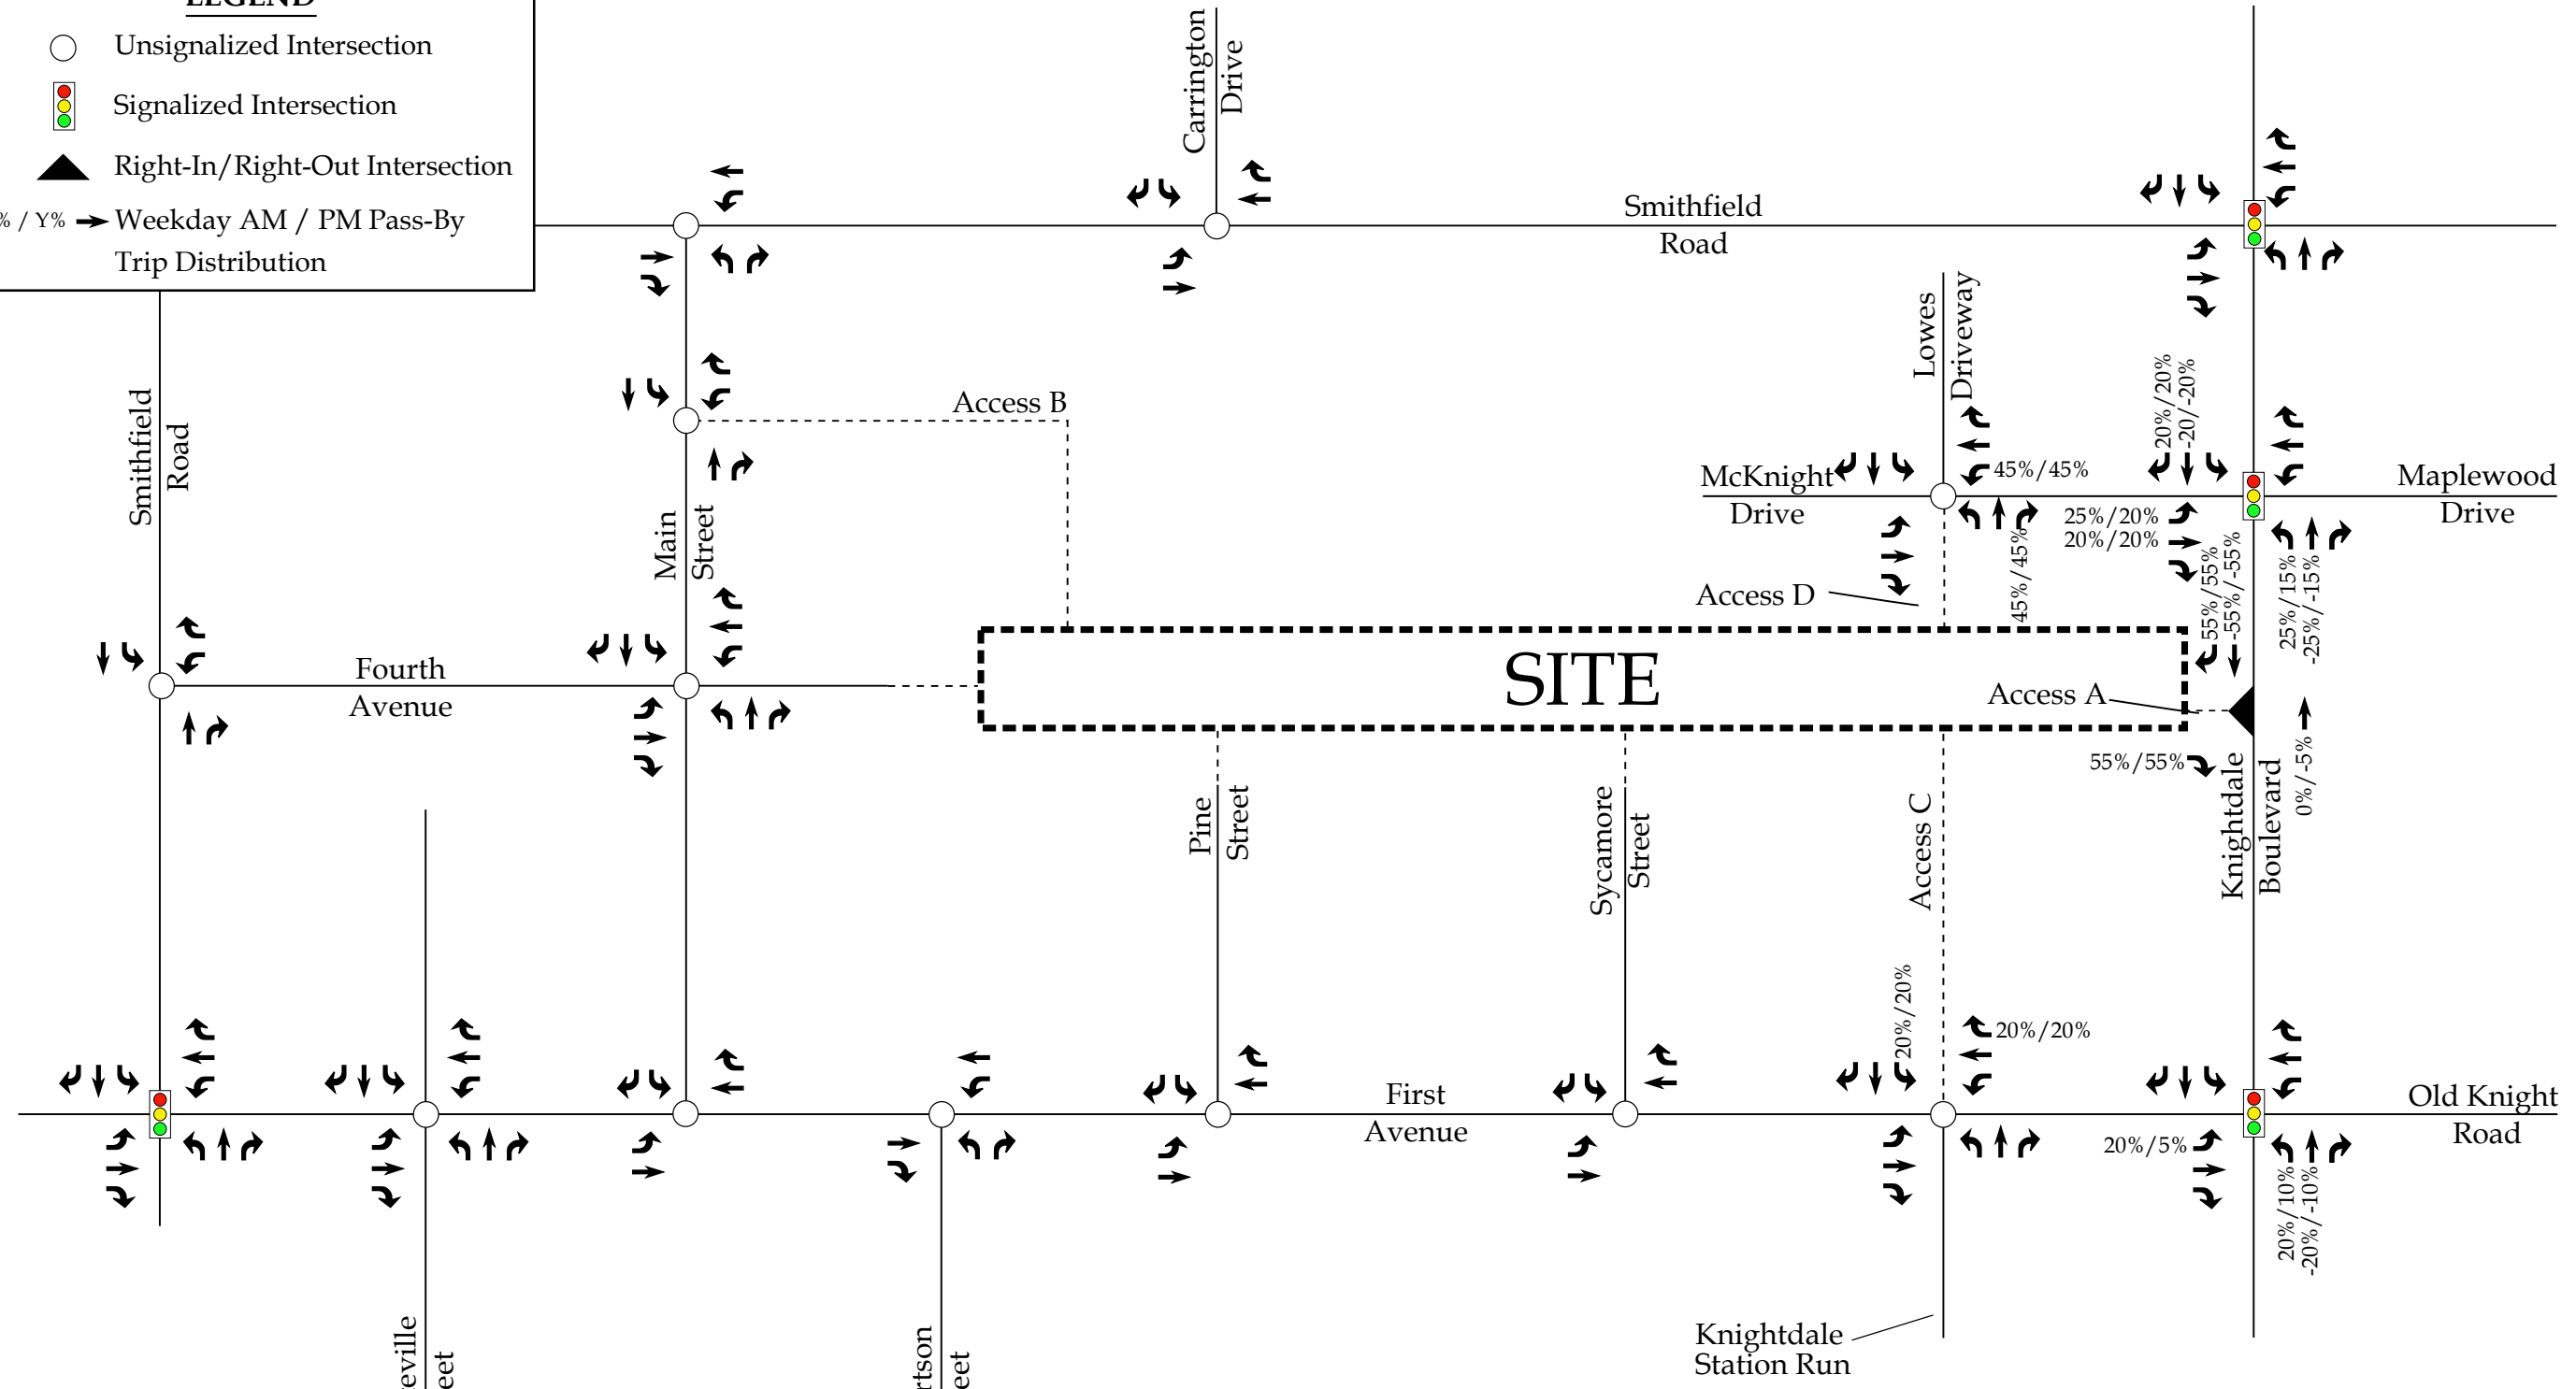 LEGEND
Unsignalized Intersection
Signalized Intersection
Right-In/Right-Out Intersection
% / Y% Weekday AM / PM Pass-By
Trip Distribution
Carrington
Drive
Smithfield
Road
Lowes
Driveway
Smithfield
Road
Access B
Main
Street
McKnight
Drive
45%/45%
45%/45%
20%/20%
-20/-20%
Maplewood
Drive
25%/20%
20%/20%
55%/55%
-55%/-55%
25%/15%
-25%/-15%
Access D
Fourth
Avenue
SITE
Access A
0%/-5%
55%/55%
Knightdale
Boulevard
Pine
Street
Sycamore
Street
Access C
20%/20%
20%/20%
First
Avenue
Old Knight
Road
20%/5%
20%/10%
-20%/-10%
Knightdale
Station Run
eville
eet
rtson
eet